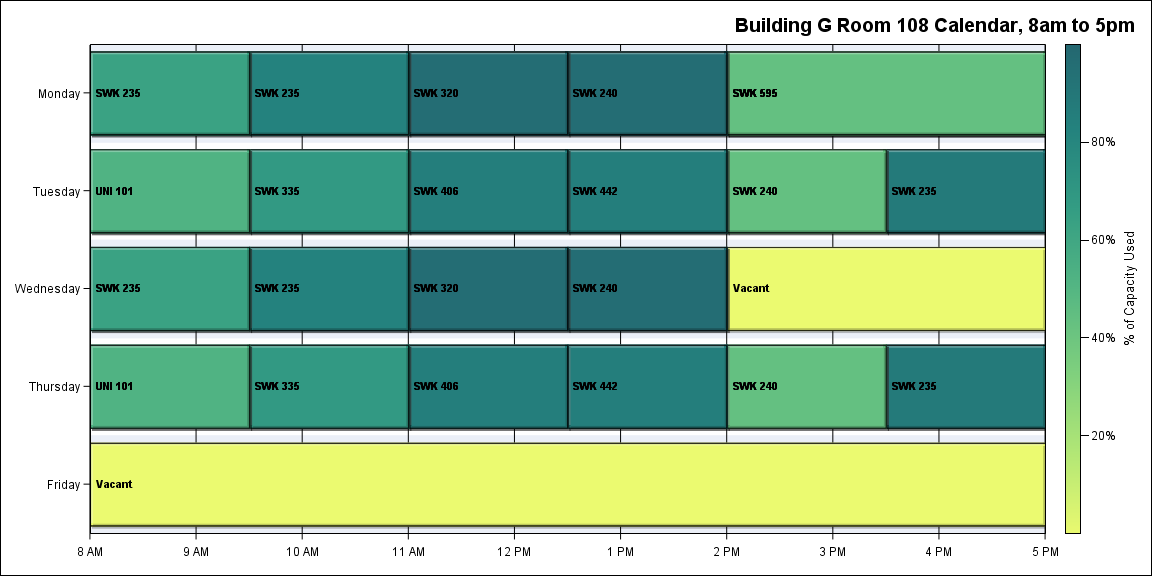 Building G Room 108 Calendar, 8am to 5pm
Monday
SWK 235
SWK 235
SWK 320
SWK 240
SWK 595
Tuesday
UNI 101
SWK 335
SWK 406
SWK 442
SWK 240
SWK 235
Wednesday
SWK 235
SWK 235
SWK 320
SWK 240
Vacant
Thursday
UNI 101
SWK 335
SWK 406
SWK 442
SWK 240
SWK 235
Friday
Vacant
8 AM
9 AM
10 AM
11 AM
12 PM
1 PM
2 PM
3 PM
4 PM
5 PM
80%
60%
40%
20%
% of Capacity Used